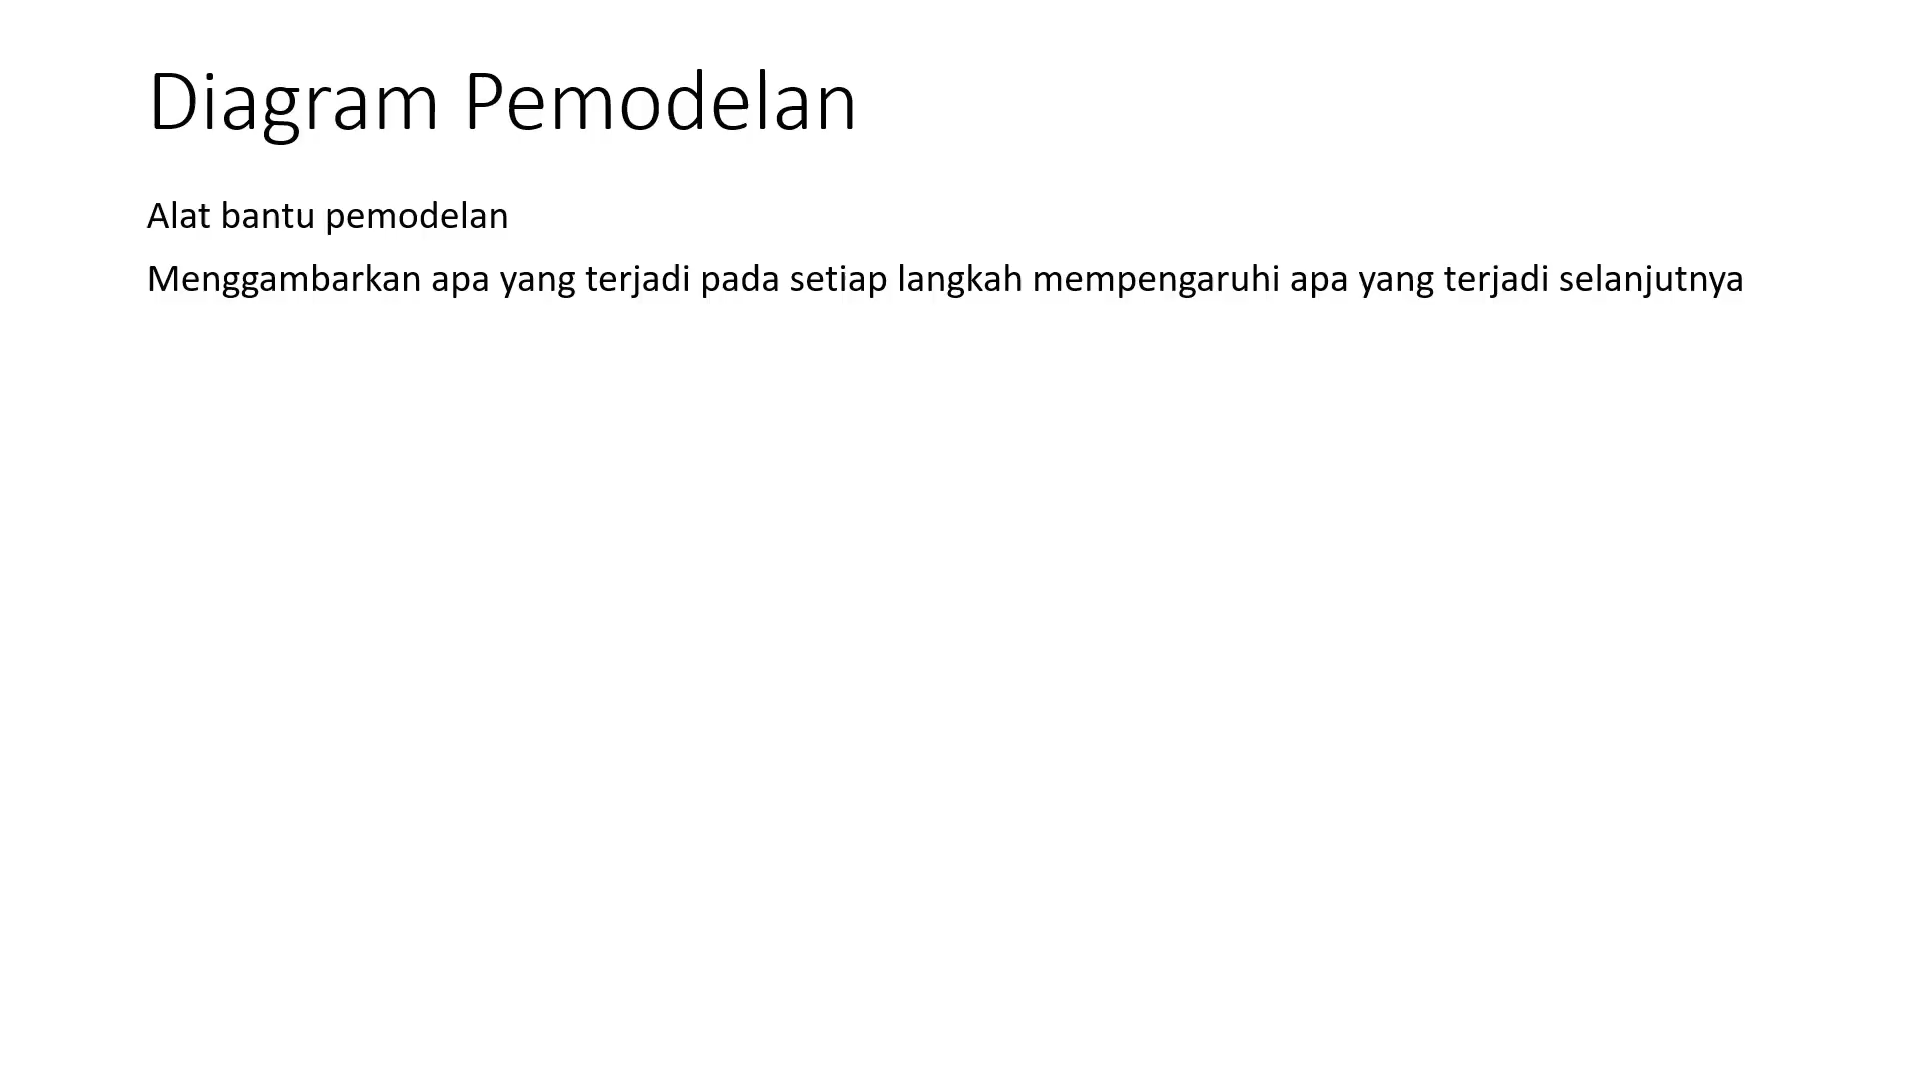 Diagram Pemodelan
Alat bantu pemodelan
Menggambarkan apa yang terjadi pada setiap langkah mempengaruhi apa yang terjadi selanjutnya